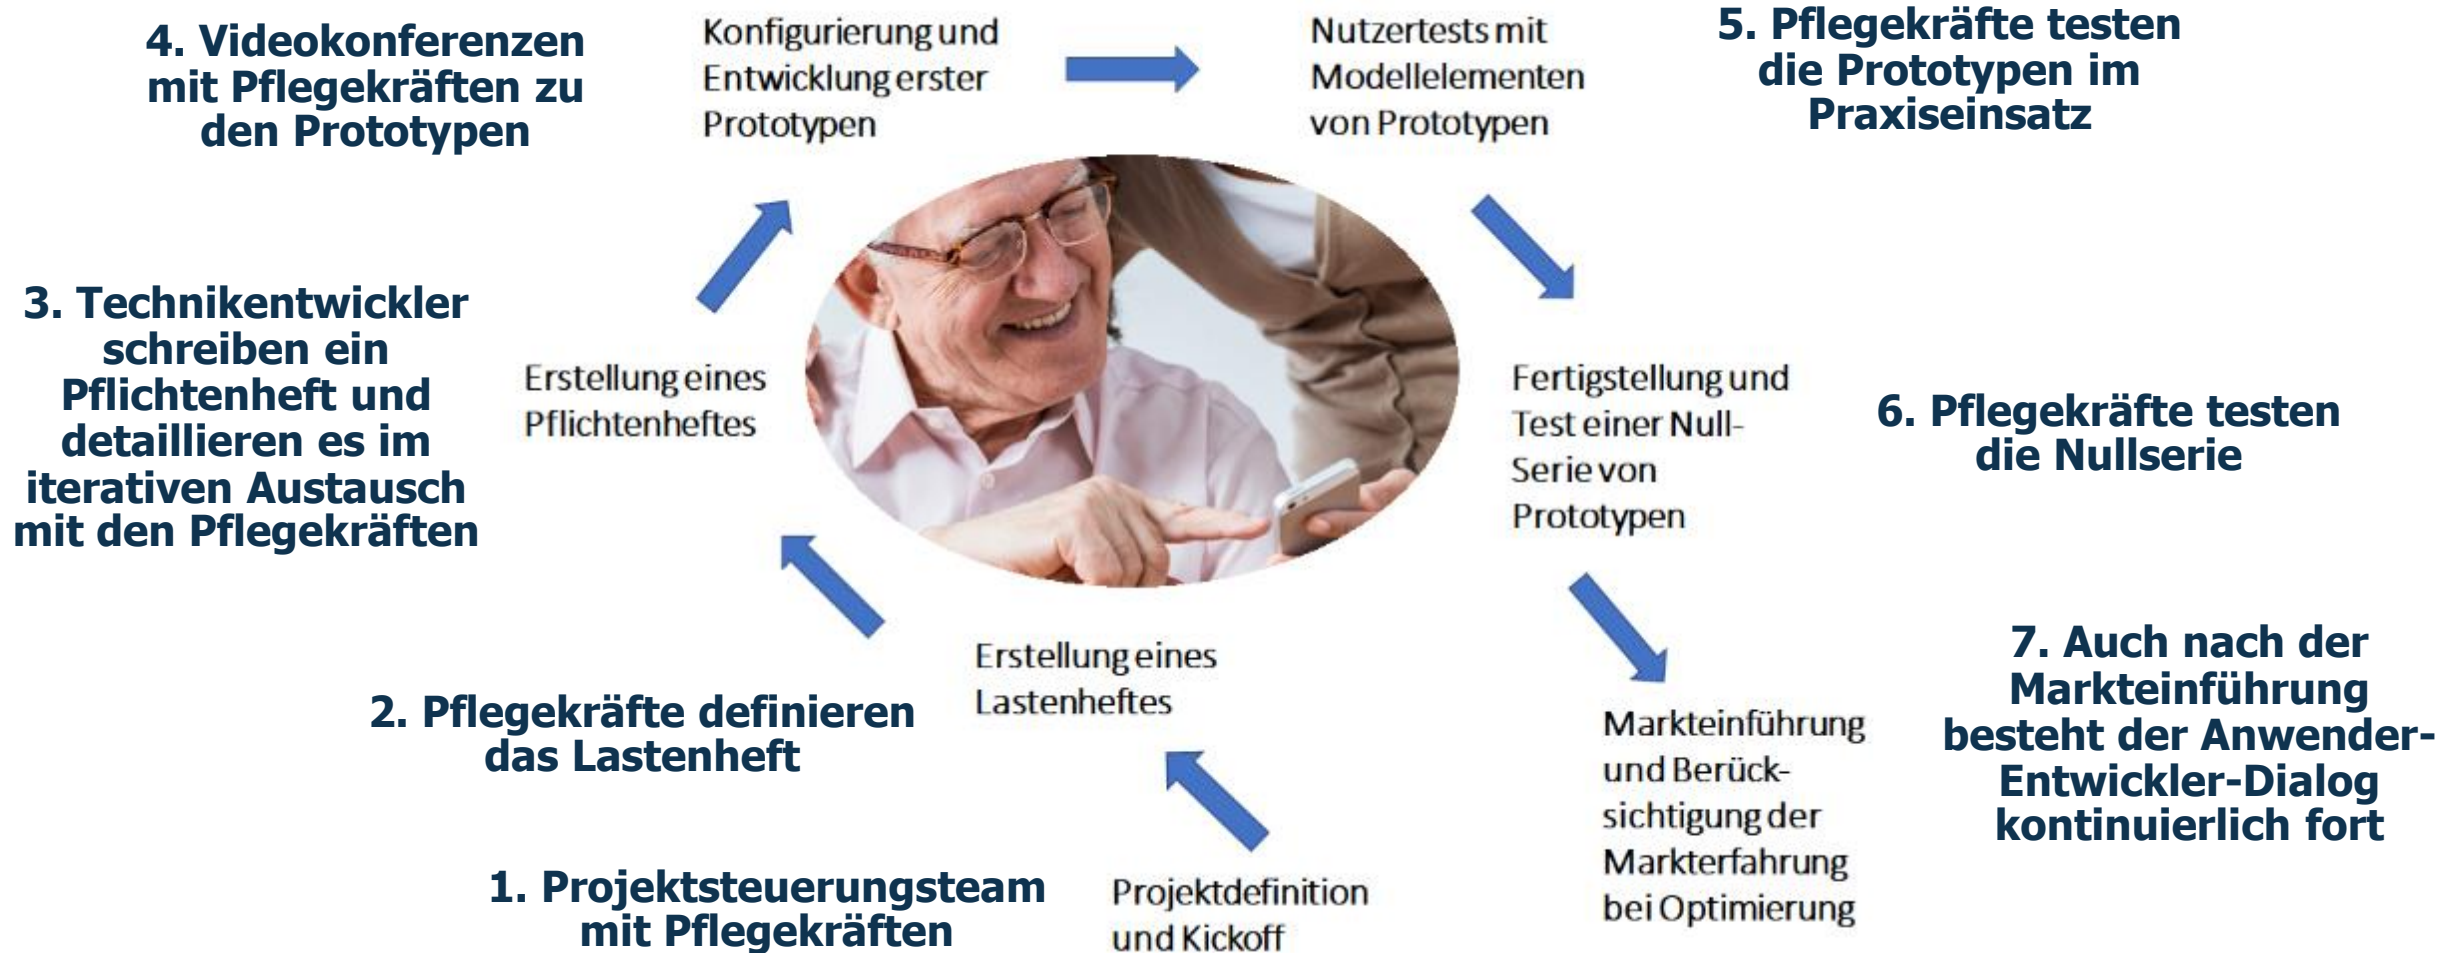 4. Videokonferenzen
mit Pflegekräften zu
den Prototypen
Konfigurierung und
Entwicklung erster
Prototypen
Nutzertests mit
Modellelementen
von Prototypen
5. Pflegekräfte testen
die Prototypen im
Praxiseinsatz
3. Technikentwickler
schreiben ein
Pflichtenheft und
detaillieren es im
iterativen Austausch
mit den Pflegekräften
Erstellung eines
Pflichtenheftes
Fertigstellung und
Test einer Null-
Serie von
Prototypen
6. Pflegekräfte testen
die Nullserie
2. Pflegekräfte definieren
das Lastenheft
Erstellung eines
Lastenheftes
Markteinführung
und Berück-
sichtigung der
Markterfahrung
bei Optimierung
7. Auch nach der
Markteinführung
besteht der Anwender-
Entwickler-Dialog
kontinuierlich fort
1. Projektsteuerungsteam
mit Pflegekräften
Projektdefinition
und Kickoff